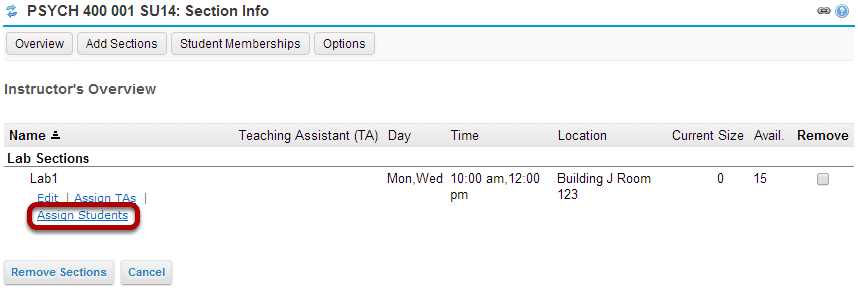 PSYCH 400 001 SU14: Section Info
Overview Add Sections Student Memberships Options
Instructor's Overview
Name Teaching Assistant (TA) Day Time Location Current Size Avail. Remove
Lab Sections
Lab1 Mon,Wed 10:00 am,12:00 Building J Room 0 15
pm 123
Edit | Assign TAs |
Assign Students
Remove Sections Cancel